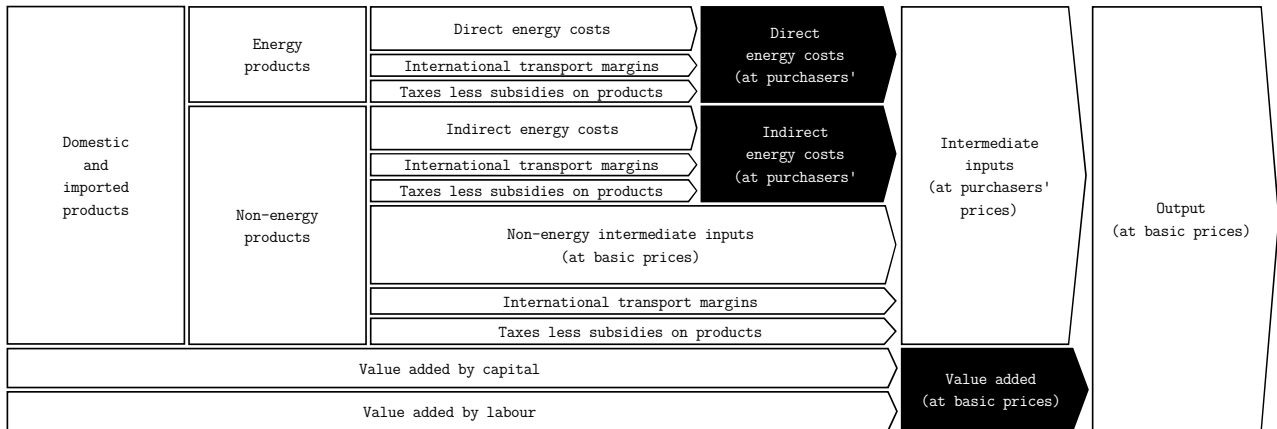 Domestic
and
imported
products
Energy
products
Non-energy
products
Direct energy costs
International transport margins
Taxes less subsidies on products
Indirect energy costs
International transport margins
Taxes less subsidies on products
Non-energy intermediate inputs
(at basic prices)
International transport margins
Taxes less subsidies on products
Direct
energy costs
(at purchasers'
Indirect
energy costs
(at purchasers'
Intermediate
inputs
(at purchasers'
prices)
Output
(at basic prices)
Value added by capital
Value added by labour
Value added
(at basic prices)